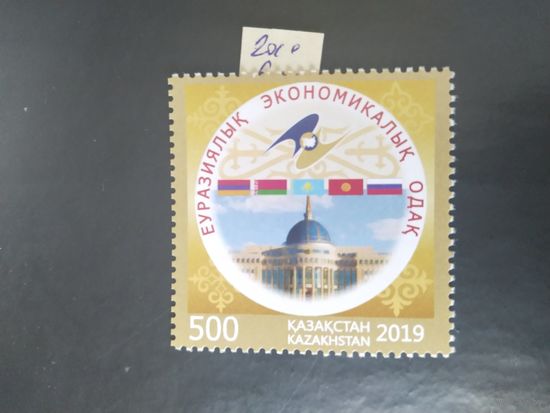 ЕУРАЗИЯЛЫҚ ЭКОНОМИКАЛЫҚ ОДАҚ
500
ҚАЗАҚСТАН
KAZAKHSTAN
2019